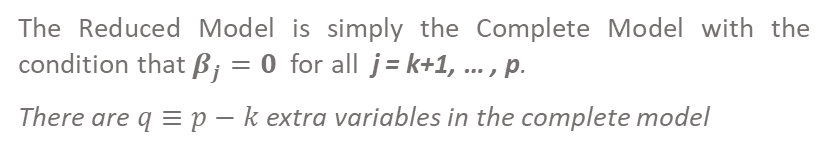 The Reduced Model is simply the Complete Model with the
condition that βⱼ = 0 for all j= k+1, ... , p.
There are q ≡ p − k extra variables in the complete model